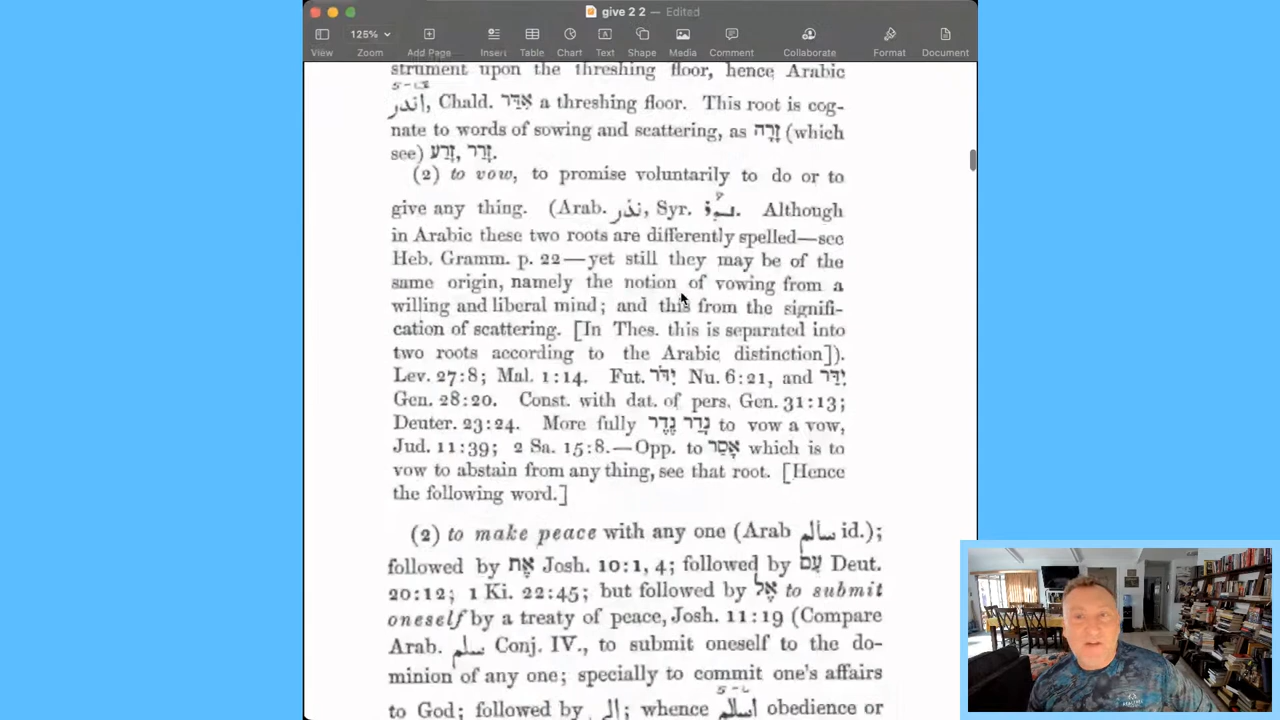 give 2 2 — Edited
125%
View Zoom Add Page Insert Table Chart Text Shape Media Comment Collaborate Format Document
strument upon the threshing floor, hence Arabic
اندر, Chald. אִדַּר a threshing floor. This root is cog-
nate to words of sowing and scattering, as זָרָה (which
see) זָרַר, זָרַע.
(2) to vow, to promise voluntarily to do or to
give any thing. (Arab. نذر, Syr. Although
in Arabic these two roots are differently spelled—see
Heb. Gramm. p. 22—yet still they may be of the
same origin, namely the notion of vowing from a
willing and liberal mind; and this from the signifi-
cation of scattering. [In Thes. this is separated into
two roots according to the Arabic distinction]).
Lev. 27:8; Mal. 1:14. Fut. יִדֹּר Nu. 6:21, and יִדַּר
Gen. 28:20. Const. with dat. of pers. Gen. 31:13;
Deuter. 23:24. More fully נָדַר נֶדֶר to vow a vow,
Jud. 11:39; 2 Sa. 15:8.—Opp. to אָסַר which is to
vow to abstain from any thing, see that root. [Hence
the following word.]
(2) to make peace with any one (Arab سالم id.);
followed by אֶת Josh. 10:1, 4; followed by עִם Deut.
20:12; 1 Ki. 22:45; but followed by אֶל to submit
oneself by a treaty of peace, Josh. 11:19 (Compare
Arab. سلم Conj. IV., to submit oneself to the do-
minion of any one; specially to commit one's affairs
to God; followed by الى; whence اسلام obedience or